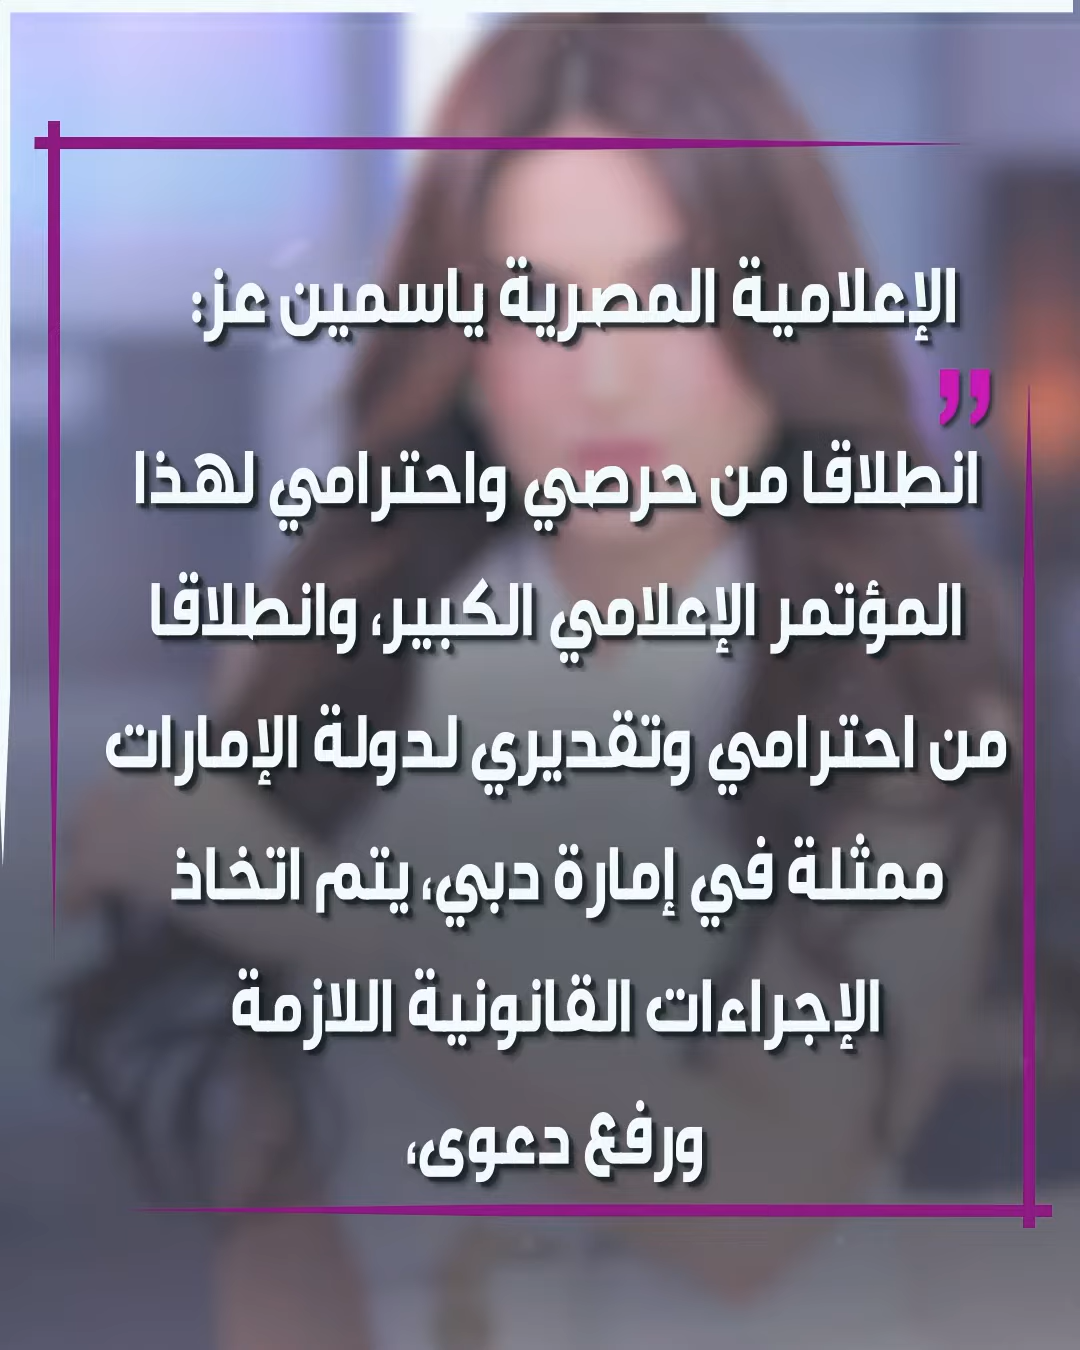 الإعلامية المصرية ياسمين عز:
”
انطلاقا من حرصي واحترامي لهذا
المؤتمر الإعلامي الكبير، وانطلاقا
من احترامي وتقديري لدولة الإمارات
ممثلة في إمارة دبي، يتم اتخاذ
الإجراءات القانونية اللازمة
ورفع دعوى،